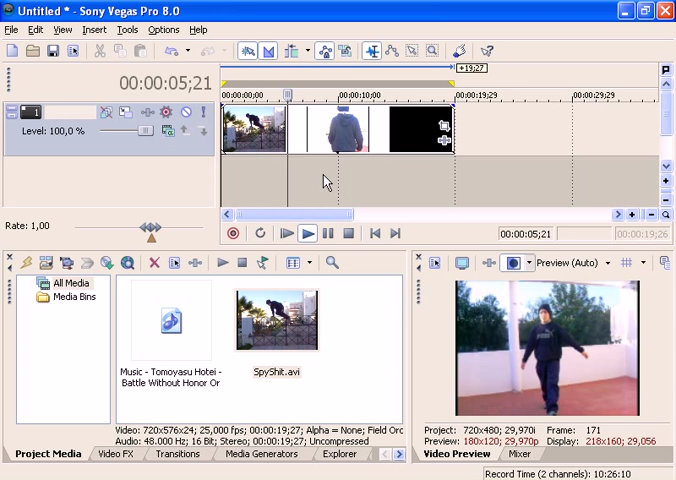 Untitled * - Sony Vegas Pro 8.0
File Edit View Insert Tools Options Help
+19;27
00:00:05;21
00:00:00;00 00:00:10;00 00:00:19;29 00:00:29;29
1
Level: 100,0 %
Rate: 1,00
00:00:05;21 00:00:19;26
Preview (Auto)
All Media
Media Bins
Music - Tomoyasu Hotei -
Battle Without Honor Or
SpyShit.avi
Video: 720x576x24; 25,000 fps; 00:00:19;27; Alpha = None; Field Orc
Audio: 48.000 Hz; 16 Bit; Stereo; 00:00:19;27; Uncompressed
Project: 720x480; 29,970i Frame: 171
Preview: 180x120; 29,970p Display: 218x160; 29,056
Project Media Video FX Transitions Media Generators Explorer
Video Preview Mixer
Record Time (2 channels): 10:26:10